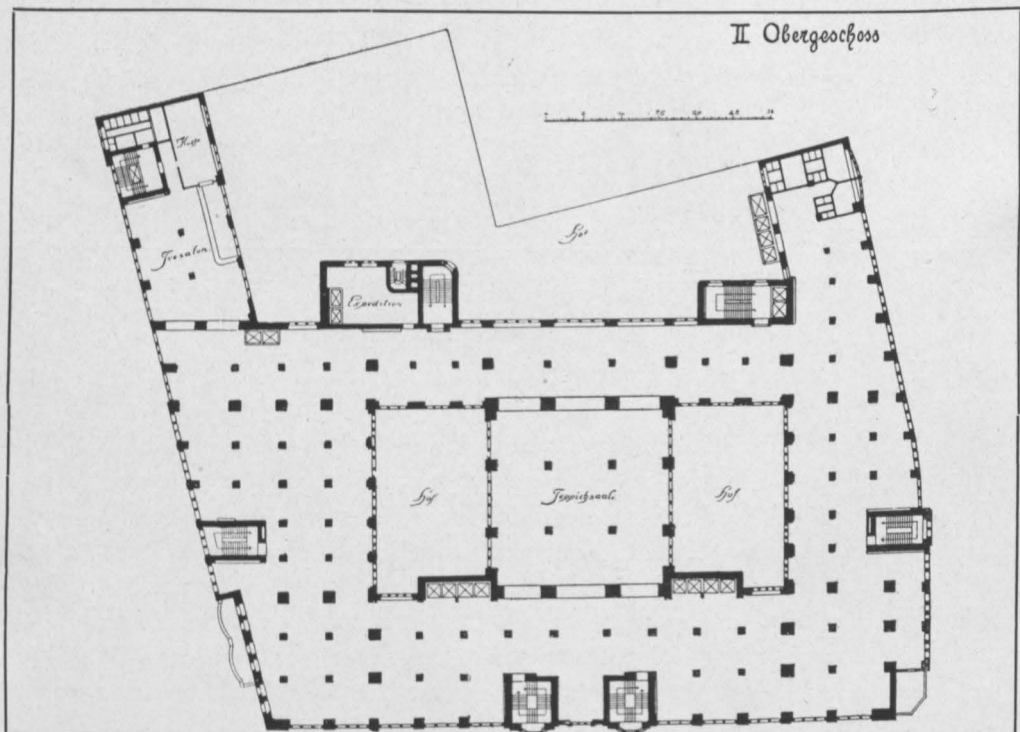 II Obergeschoss
Teesalon
Expedition
Hof
Hof
Teppichsaal
Hof